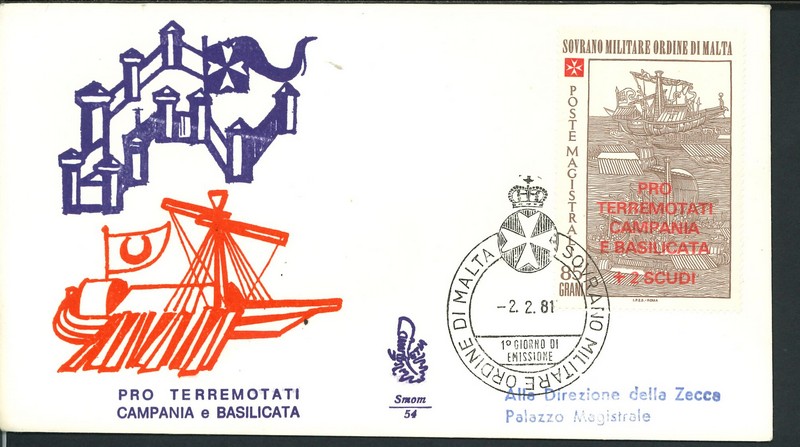 SOVRANO MILITARE ORDINE DI MALTA
POSTE MAGISTRALI
PRO
TERREMOTATI
CAMPANIA
E BASILICATA
+ 2 SCUDI
85
GRANI
I.P.Z.S.-ROMA
SOVRANO MILITARE ORDINE DI MALTA
-2. 2. 81
1° GIORNO DI
EMISSIONE
PRO TERREMOTATI
CAMPANIA e BASILICATA
Smom
54
Alla Direzione della Zecca
Palazzo Magistrale